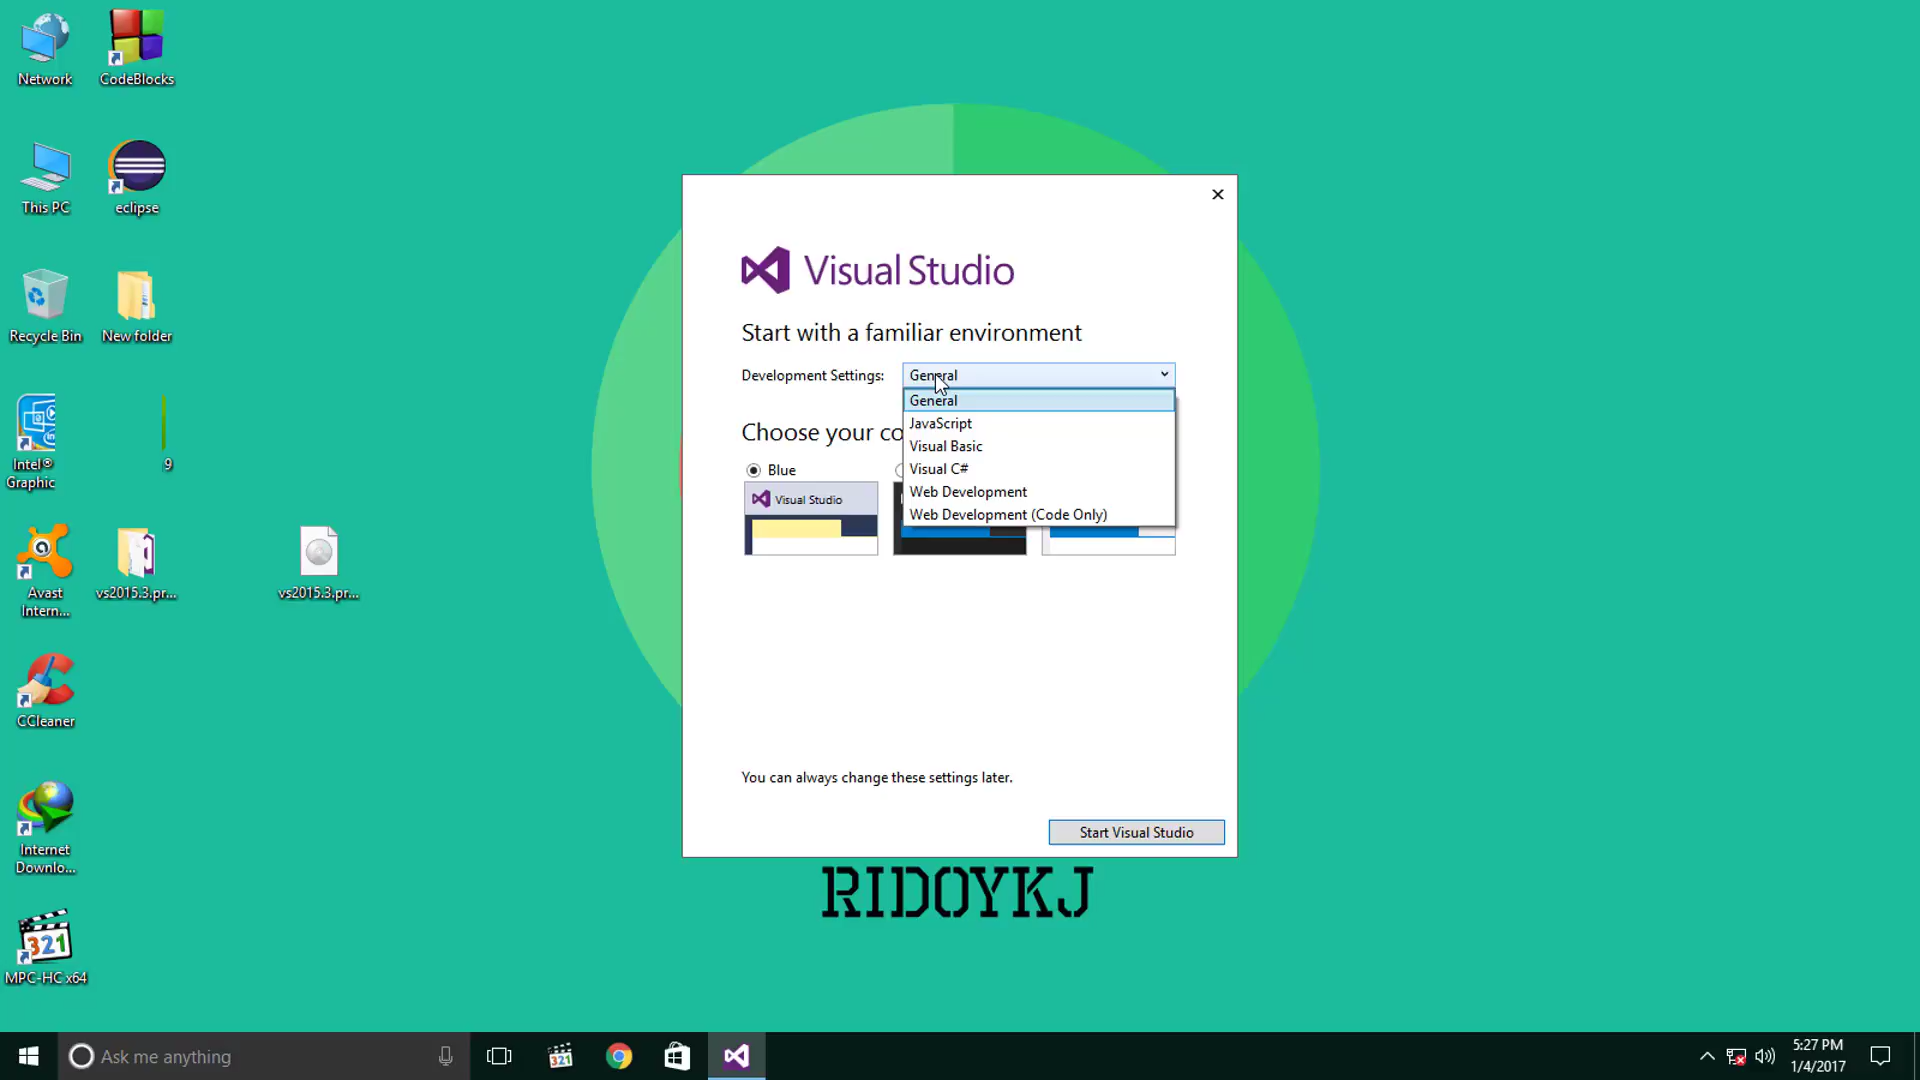 Network
CodeBlocks
This PC
eclipse
Recycle Bin
New folder
Intel®
Graphic
9
Avast
Intern...
vs2015.3.pr...
vs2015.3.pr...
CCleaner
Internet
Downlo...
321
MPC-HC x64
Visual Studio
Start with a familiar environment
Development Settings:
General
General
JavaScript
Visual Basic
Visual C#
Web Development
Web Development (Code Only)
Choose your co
Blue
Visual Studio
You can always change these settings later.
Start Visual Studio
RIDOYKJ
Ask me anything
321
5:27 PM
1/4/2017